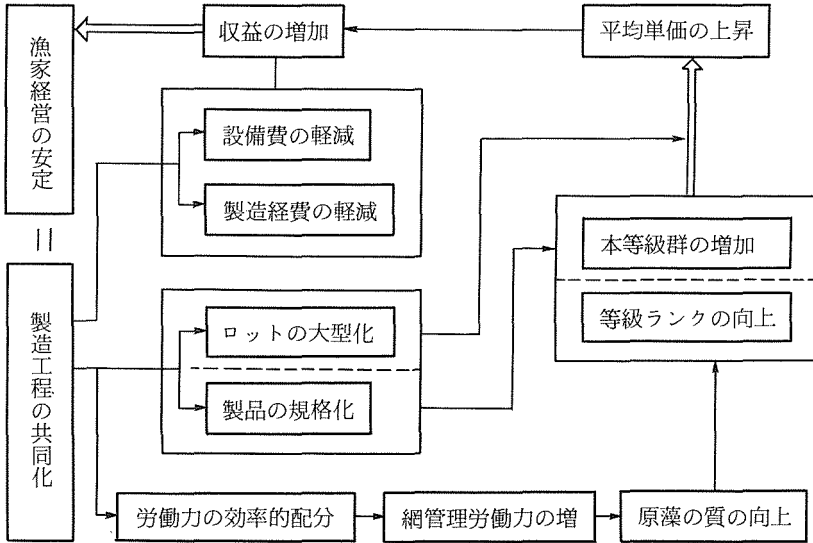 漁家経営の安定
収益の増加
平均単価の上昇
設備費の軽減
製造経費の軽減
本等級群の増加
等級ランクの向上
製造工程の共同化
ロットの大型化
製品の規格化
労働力の効率的配分
網管理労働力の増
原藻の質の向上